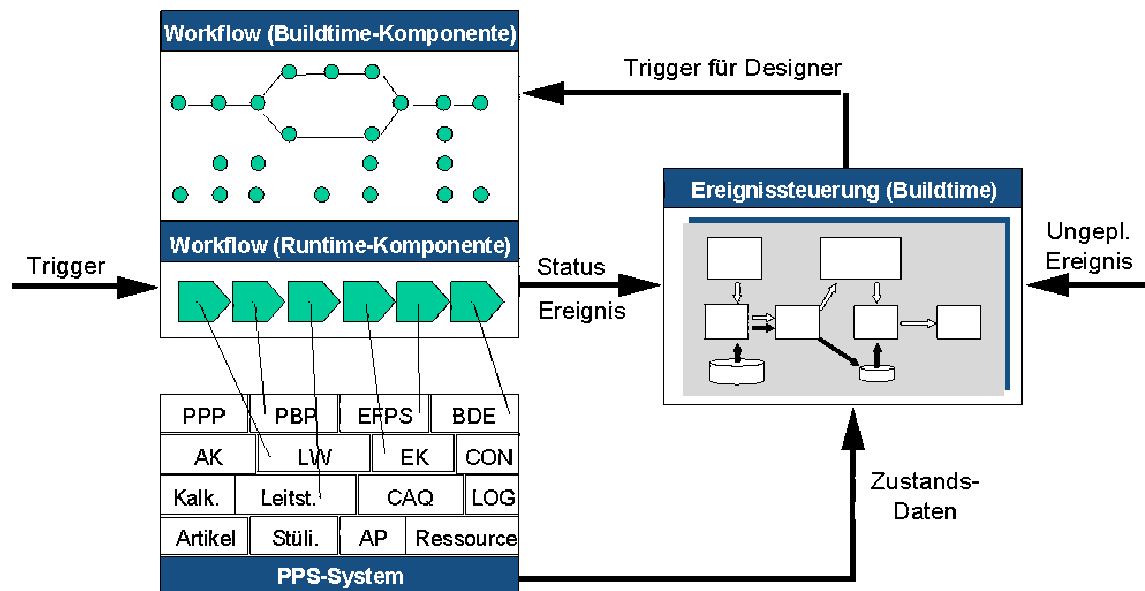 Workflow (Buildtime-Komponente)
Trigger für Designer
Ereignissteuerung (Buildtime)
Workflow (Runtime-Komponente)
Trigger
Status
Ereignis
Ungepl.
Ereignis
PPP PBP EFPS BDE
AK LW EK CON
Kalk. Leitst. CAQ LOG
Artikel Stüli. AP Ressource
PPS-System
Zustands-
Daten